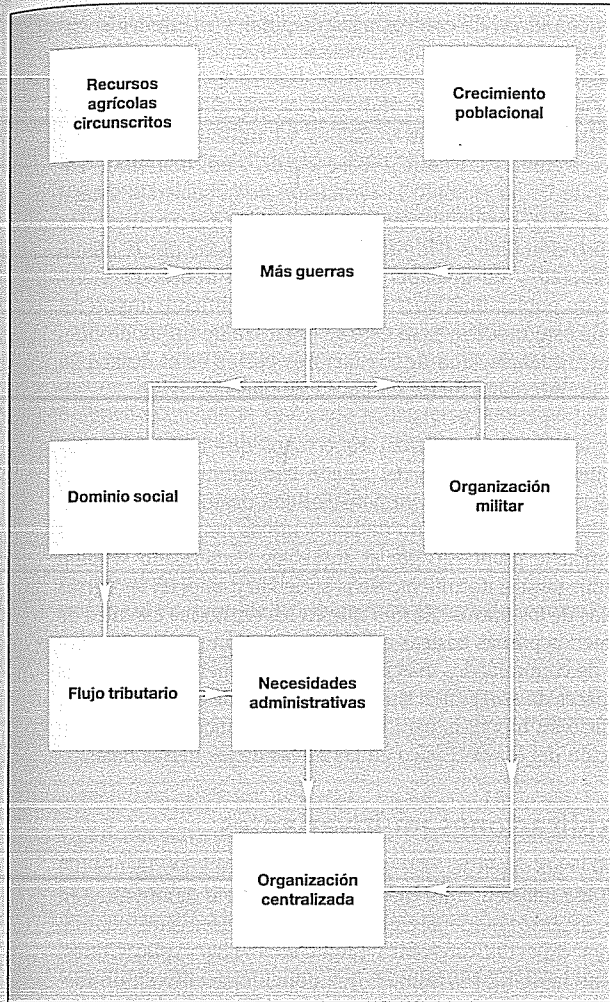 Recursos
agrícolas
circunscritos
Crecimiento
poblacional
Más guerras
Dominio social
Organización
militar
Flujo tributario
Necesidades
administrativas
Organización
centralizada